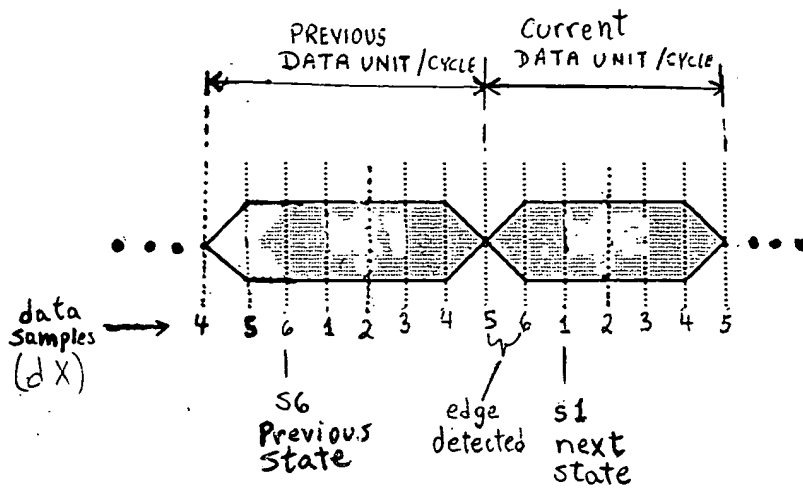 PREVIOUS
DATA UNIT/CYCLE
Current
DATA UNIT/CYCLE
data
samples
(dX)
4 5 6 1 2 3 4 5 6 1 2 3 4 5
S6
Previous
state
edge
detected
S1
next
state